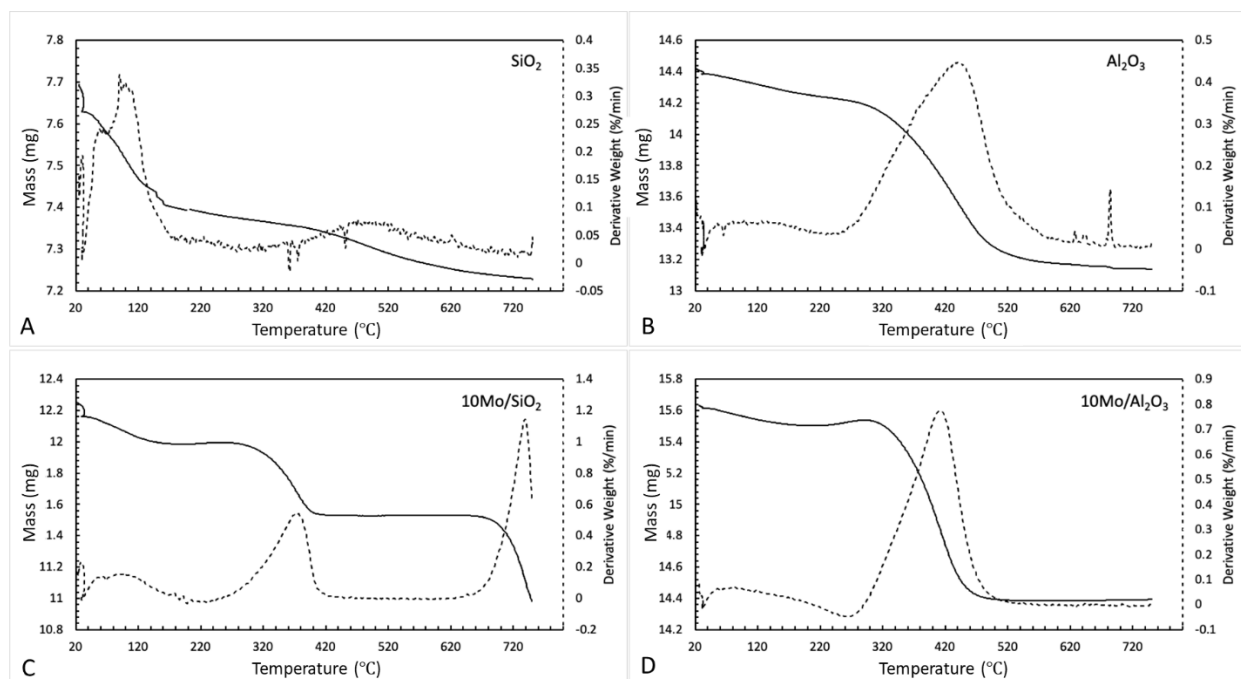 SiO₂
Mass (mg)
7.8
7.7
7.6
7.5
7.4
7.3
7.2
0.4
0.35
0.3
0.25
0.2
0.15
0.1
0.05
0
-0.05
Derivative Weight (%/min)
20 120 220 320 420 520 620 720
Temperature (℃)
A
Al₂O₃
Mass (mg)
14.6
14.4
14.2
14
13.8
13.6
13.4
13.2
13
0.5
0.4
0.3
0.2
0.1
0
-0.1
Derivative Weight (%/min)
20 120 220 320 420 520 620 720
Temperature (℃)
B
10Mo/SiO₂
Mass (mg)
12.4
12.2
12
1.8
1.6
11.4
11.2
11
10.8
1.4
1.2
1
0.8
0.6
0.4
0.2
0
-0.2
Derivative Weight (%/min)
20 120 220 320 420 520 620 720
Temperature (℃)
C
10Mo/Al₂O₃
Mass (mg)
15.8
15.6
15.4
15.2
15
14.8
14.6
14.4
14.2
0.9
0.8
0.7
0.6
0.5
0.4
0.3
0.2
0.1
0
-0.1
Derivative Weight (%/min)
20 120 220 320 420 520 620 720
Temperature (℃)
D